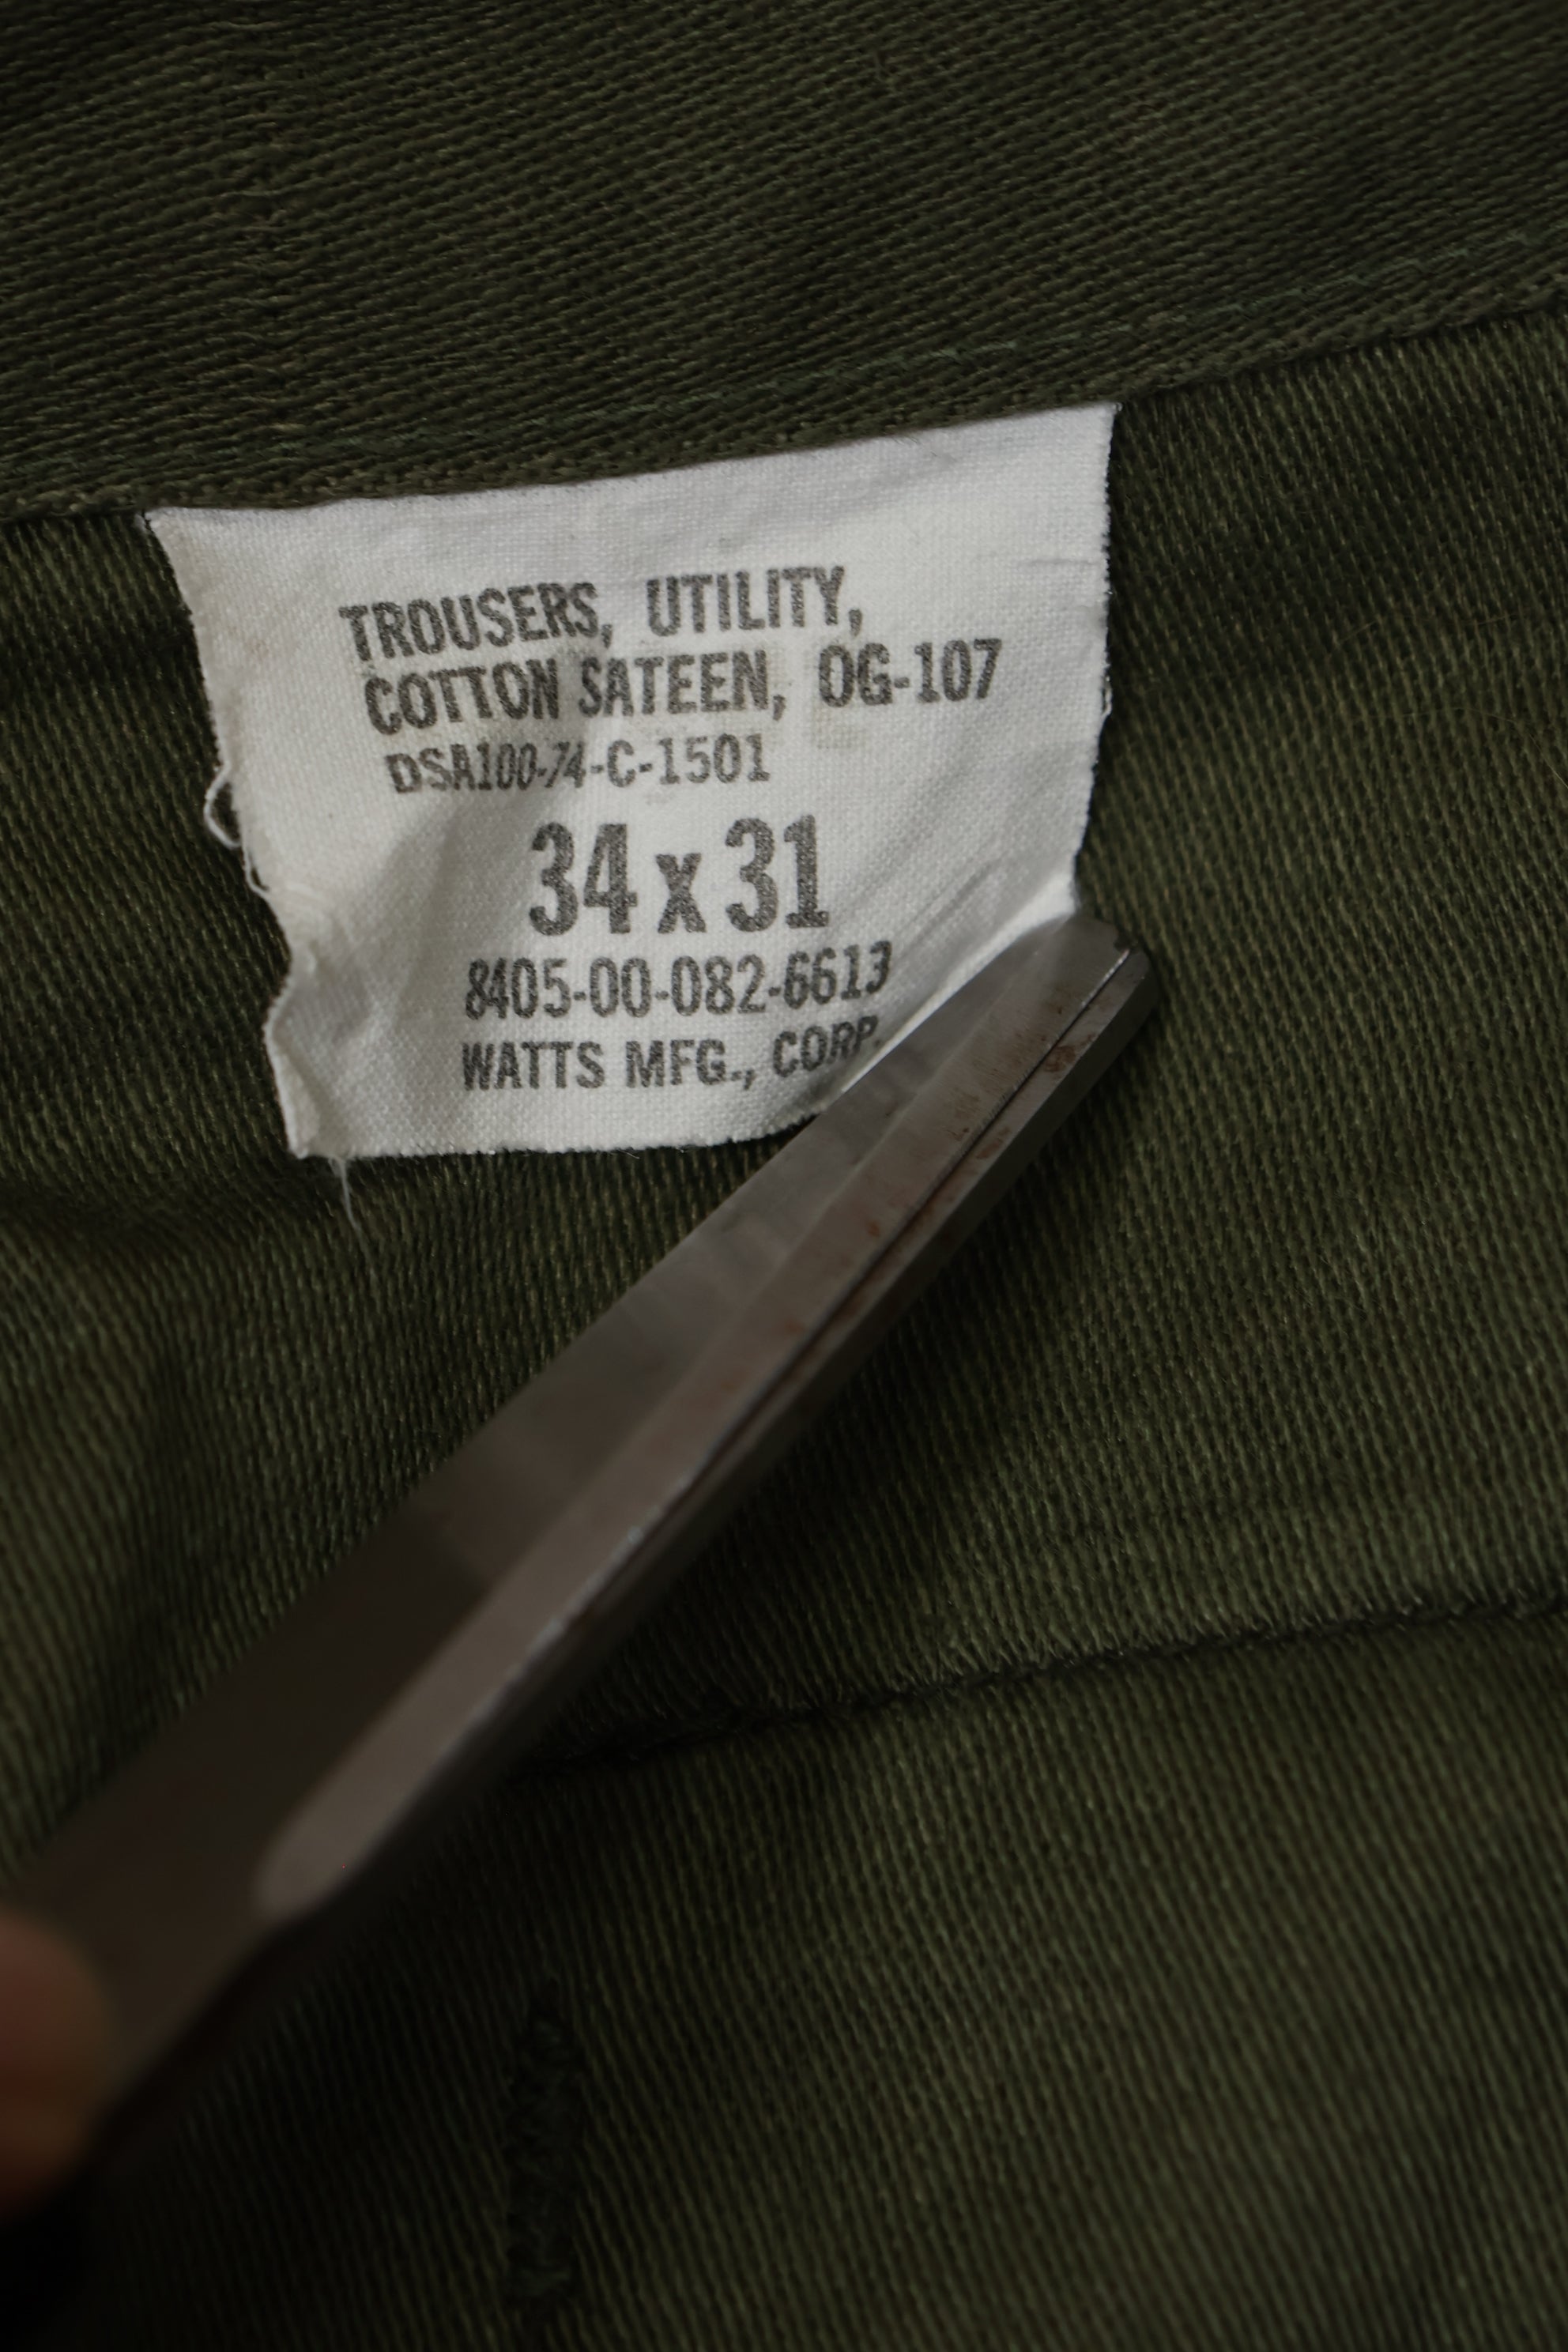 TROUSERS, UTILITY,
COTTON SATEEN, OG-107
DSA100-74-C-1501
34 x 31
8405-00-082-6613
WATTS MFG., CORP.